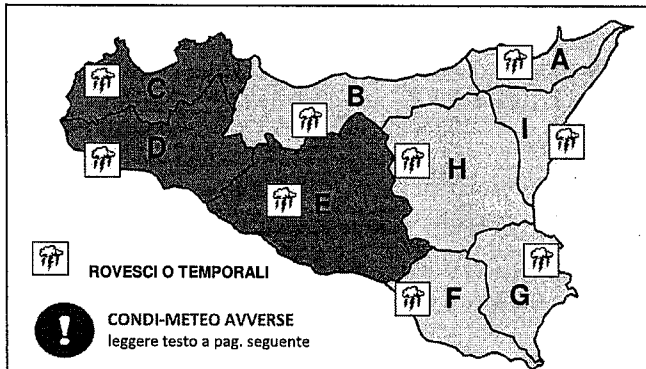 A
B
C
I
D
H
E
ROVESCI O TEMPORALI
F
G
CONDI-METEO AVVERSE
leggere testo a pag. seguente